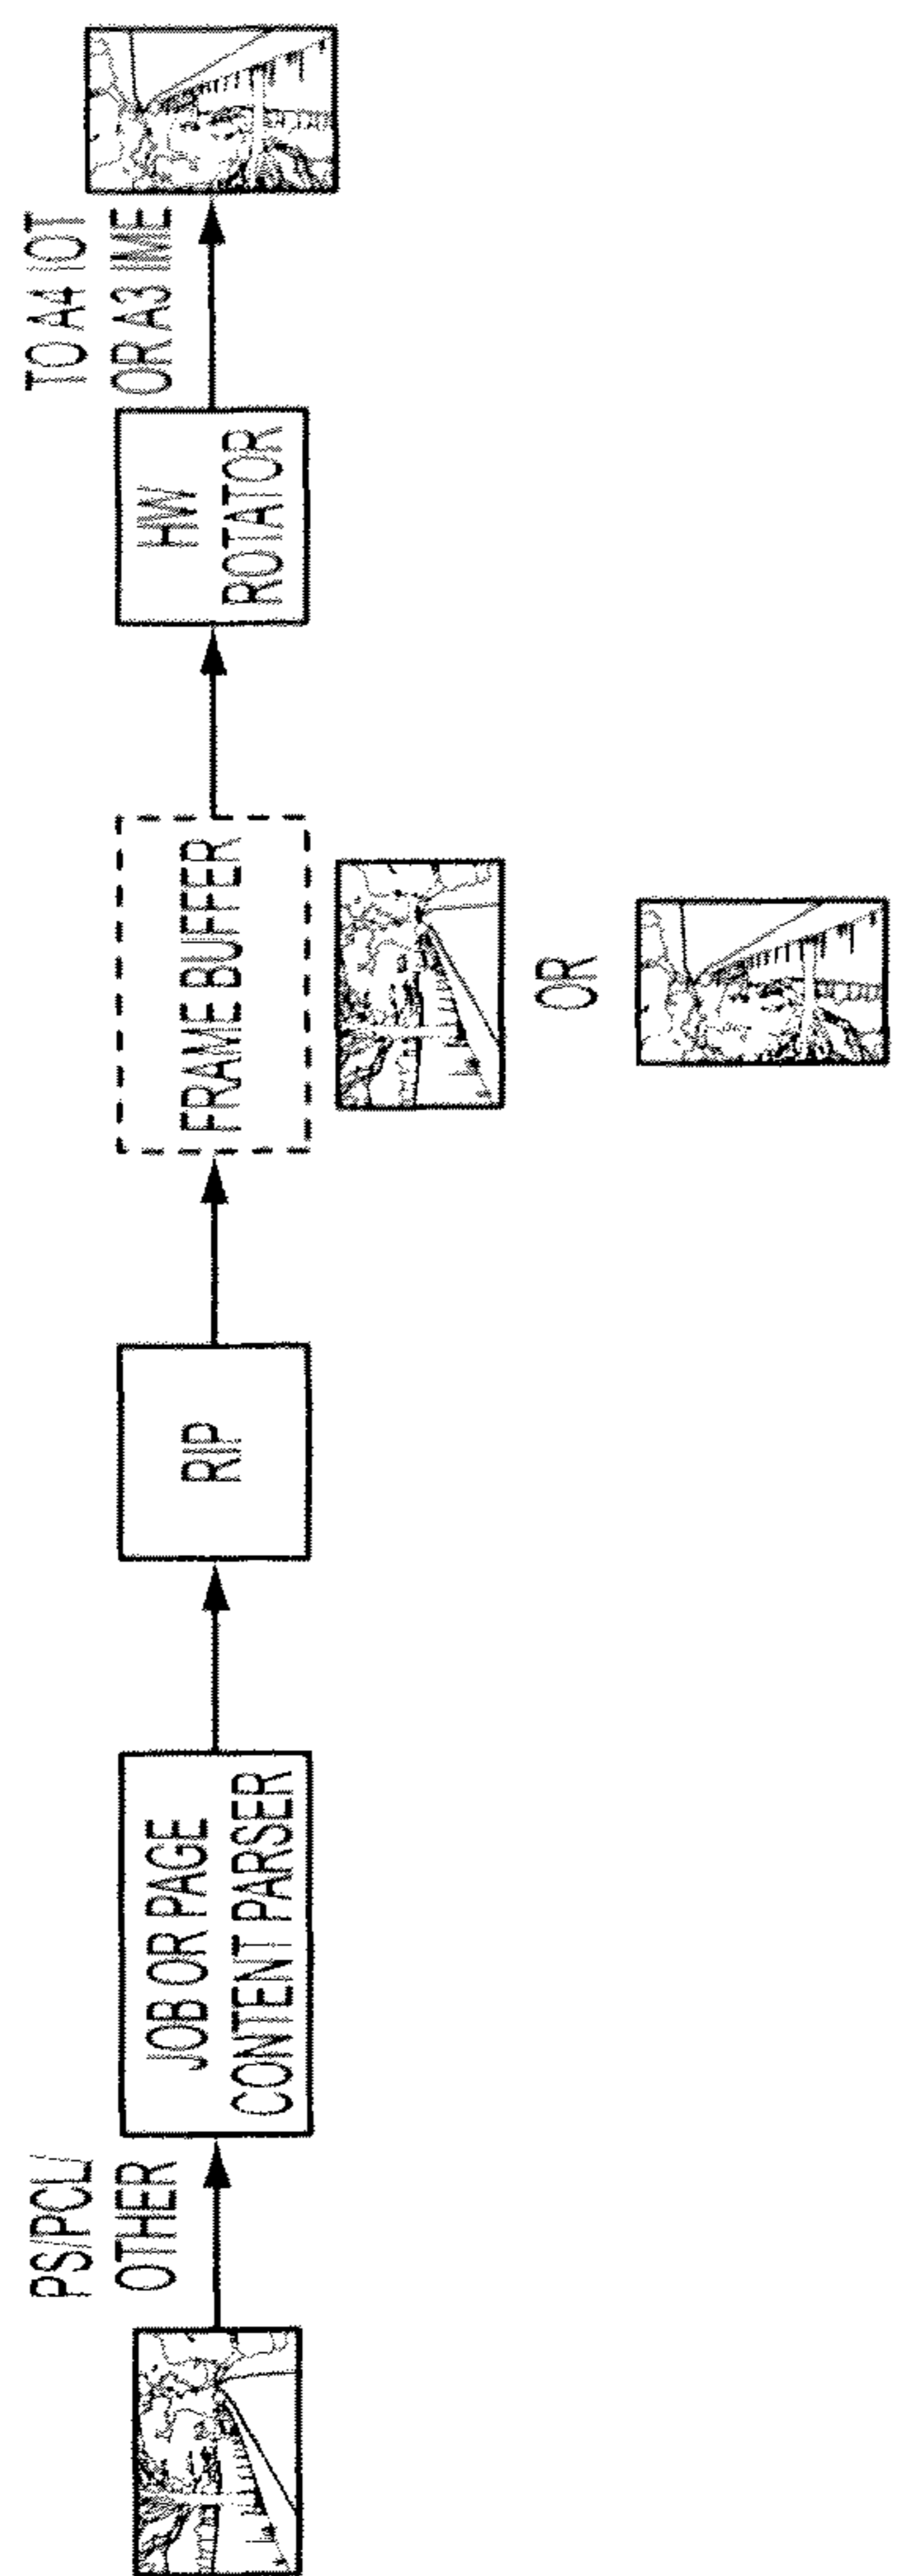 PS/PCL/
OTHER
JOB OR PAGE
CONTENT PARSER
RIP
FRAME BUFFER
OR
HW
ROTATOR
TO A4 IOT
OR A3 IME